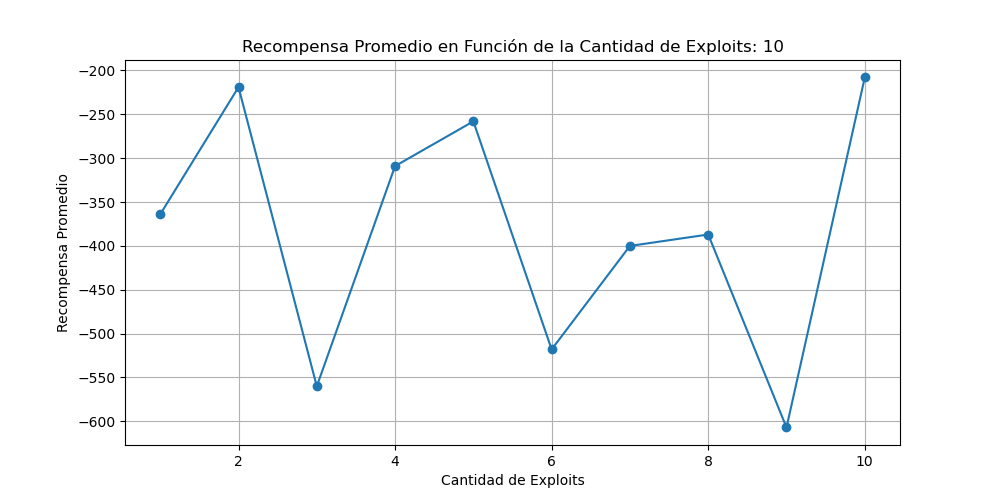 Recompensa Promedio en Función de la Cantidad de Exploits: 10
Recompensa Promedio
−200
−250
−300
−350
−400
−450
−500
−550
−600
2 4 6 8 10
Cantidad de Exploits